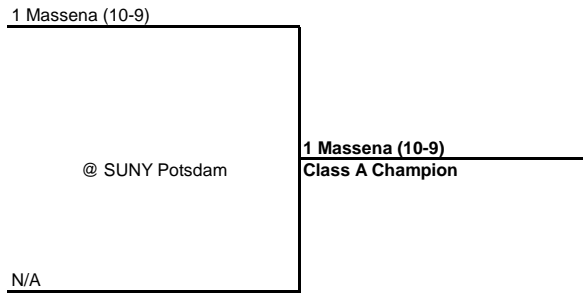 1 Massena (10-9)
1 Massena (10-9)
@ SUNY Potsdam
Class A Champion
N/A